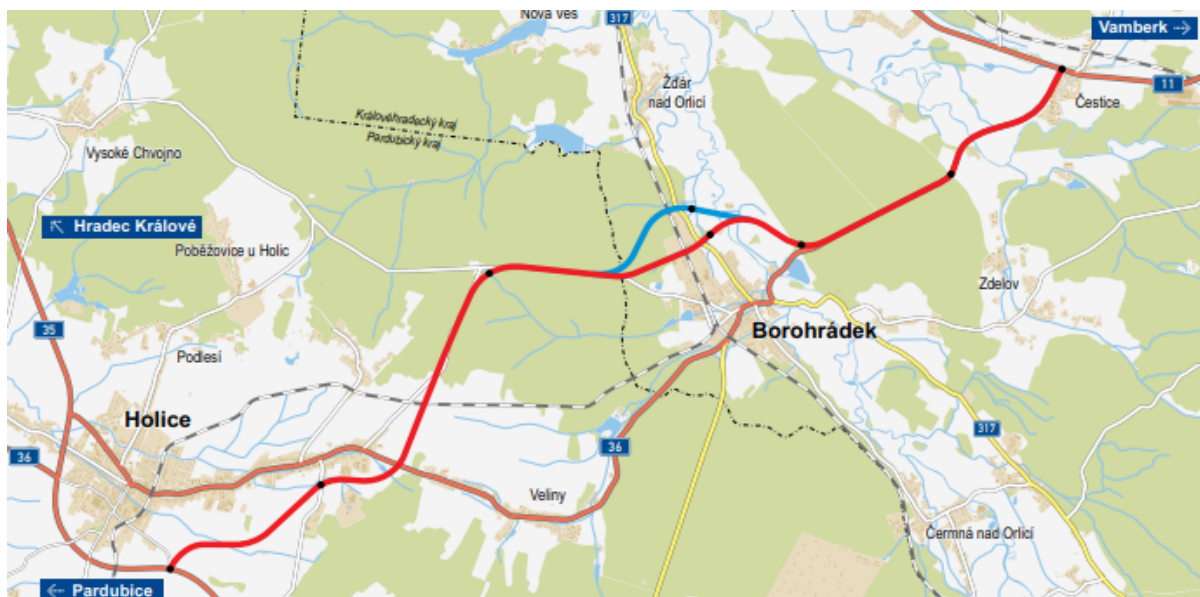 Nová Ves
317
Vamberk
Žďár
nad Orlicí
11
Čestice
Královéhradecký kraj
Pardubický kraj
Vysoké Chvojno
Hradec Králové
Poběžovice u Holic
Zdelov
35
Borohrádek
Podlesí
Holice
317
36
36
Veliny
Čermná nad Orlicí
Pardubice